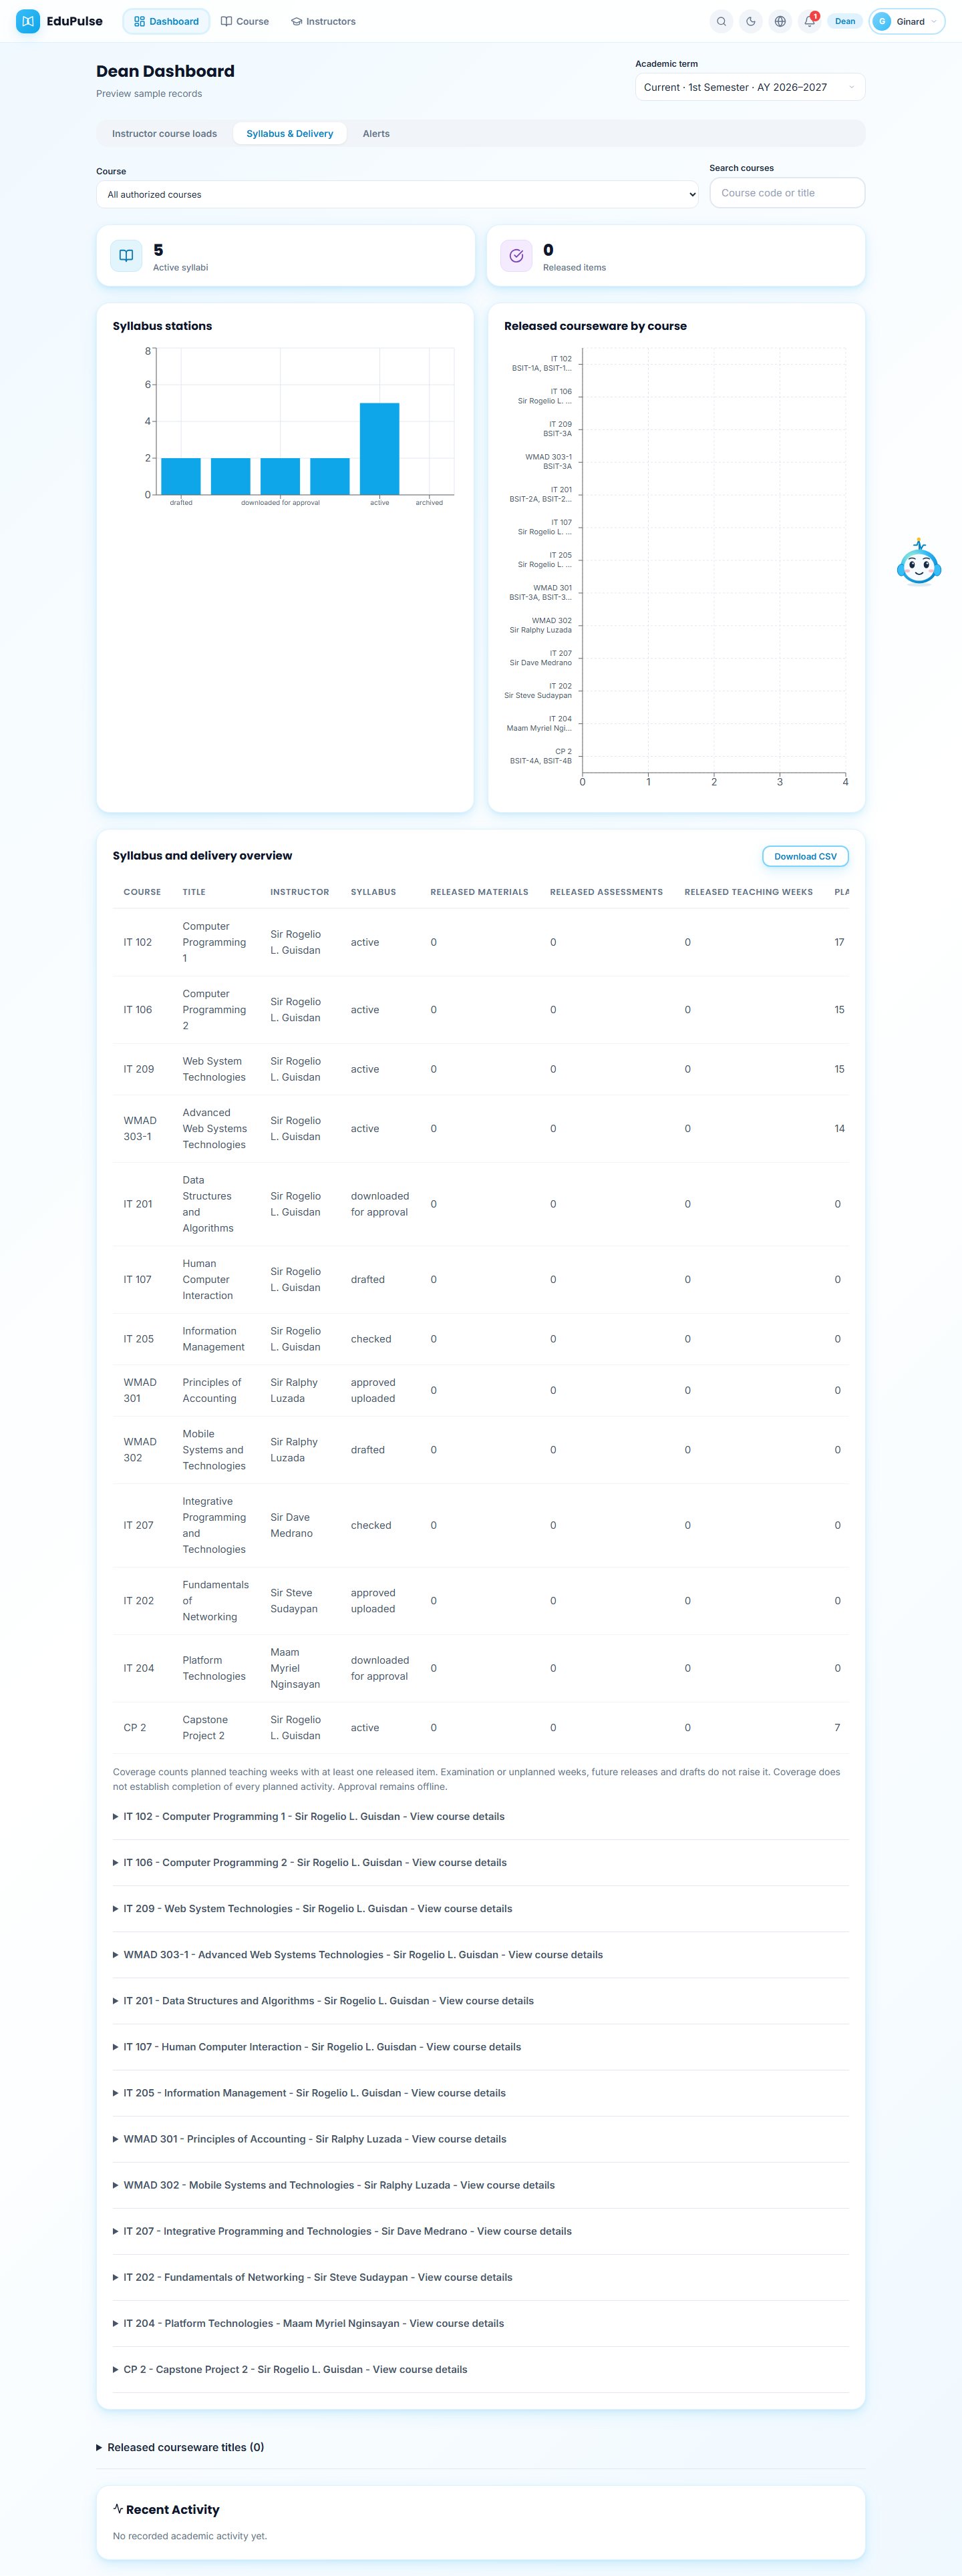 EduPulse
Dashboard
Course
Instructors
1
Dean
G
Ginard
Dean Dashboard
Preview sample records
Academic term
Current · 1st Semester · AY 2026–2027
Instructor course loads
Syllabus & Delivery
Alerts
Course
All authorized courses
Search courses
Course code or title
5
Active syllabi
0
Released items
Syllabus stations
8
6
4
2
0
drafted
downloaded for approval
active
archived
Released courseware by course
IT 102
BSIT-1A, BSIT-1...
IT 106
Sir Rogelio L. ...
IT 209
BSIT-3A
WMAD 303-1
BSIT-3A
IT 201
BSIT-2A, BSIT-2...
IT 107
Sir Rogelio L. ...
IT 205
Sir Rogelio L. ...
WMAD 301
BSIT-3A, BSIT-3...
WMAD 302
Sir Ralphy Luzada
IT 207
Sir Dave Medrano
IT 202
Sir Steve Sudaypan
IT 204
Maam Myriel Ngi...
CP 2
BSIT-4A, BSIT-4B
0 1 2 3 4
Syllabus and delivery overview
Download CSV
COURSE TITLE INSTRUCTOR SYLLABUS RELEASED MATERIALS RELEASED ASSESSMENTS RELEASED TEACHING WEEKS PLA
IT 102
Computer
Programming
1
Sir Rogelio
L. Guisdan
active
0 0 0 17
IT 106
Computer
Programming
2
Sir Rogelio
L. Guisdan
active
0 0 0 15
IT 209
Web System
Technologies
Sir Rogelio
L. Guisdan
active
0 0 0 15
WMAD
303-1
Advanced
Web Systems
Technologies
Sir Rogelio
L. Guisdan
active
0 0 0 14
IT 201
Data
Structures
and
Algorithms
Sir Rogelio
L. Guisdan
downloaded
for approval
0 0 0 0
IT 107
Human
Computer
Interaction
Sir Rogelio
L. Guisdan
drafted
0 0 0 0
IT 205
Information
Management
Sir Rogelio
L. Guisdan
checked
0 0 0 0
WMAD
301
Principles of
Accounting
Sir Ralphy
Luzada
approved
uploaded
0 0 0 0
WMAD
302
Mobile
Systems and
Technologies
Sir Ralphy
Luzada
drafted
0 0 0 0
IT 207
Integrative
Programming
and
Technologies
Sir Dave
Medrano
checked
0 0 0 0
IT 202
Fundamentals
of
Networking
Sir Steve
Sudaypan
approved
uploaded
0 0 0 0
IT 204
Platform
Technologies
Maam
Myriel
Nginsayan
downloaded
for approval
0 0 0 0
CP 2
Capstone
Project 2
Sir Rogelio
L. Guisdan
active
0 0 0 7
Coverage counts planned teaching weeks with at least one released item. Examination or unplanned weeks, future releases and drafts do not raise it. Coverage does
not establish completion of every planned activity. Approval remains offline.
IT 102 - Computer Programming 1 - Sir Rogelio L. Guisdan - View course details
IT 106 - Computer Programming 2 - Sir Rogelio L. Guisdan - View course details
IT 209 - Web System Technologies - Sir Rogelio L. Guisdan - View course details
WMAD 303-1 - Advanced Web Systems Technologies - Sir Rogelio L. Guisdan - View course details
IT 201 - Data Structures and Algorithms - Sir Rogelio L. Guisdan - View course details
IT 107 - Human Computer Interaction - Sir Rogelio L. Guisdan - View course details
IT 205 - Information Management - Sir Rogelio L. Guisdan - View course details
WMAD 301 - Principles of Accounting - Sir Ralphy Luzada - View course details
WMAD 302 - Mobile Systems and Technologies - Sir Ralphy Luzada - View course details
IT 207 - Integrative Programming and Technologies - Sir Dave Medrano - View course details
IT 202 - Fundamentals of Networking - Sir Steve Sudaypan - View course details
IT 204 - Platform Technologies - Maam Myriel Nginsayan - View course details
CP 2 - Capstone Project 2 - Sir Rogelio L. Guisdan - View course details
Released courseware titles (0)
Recent Activity
No recorded academic activity yet.